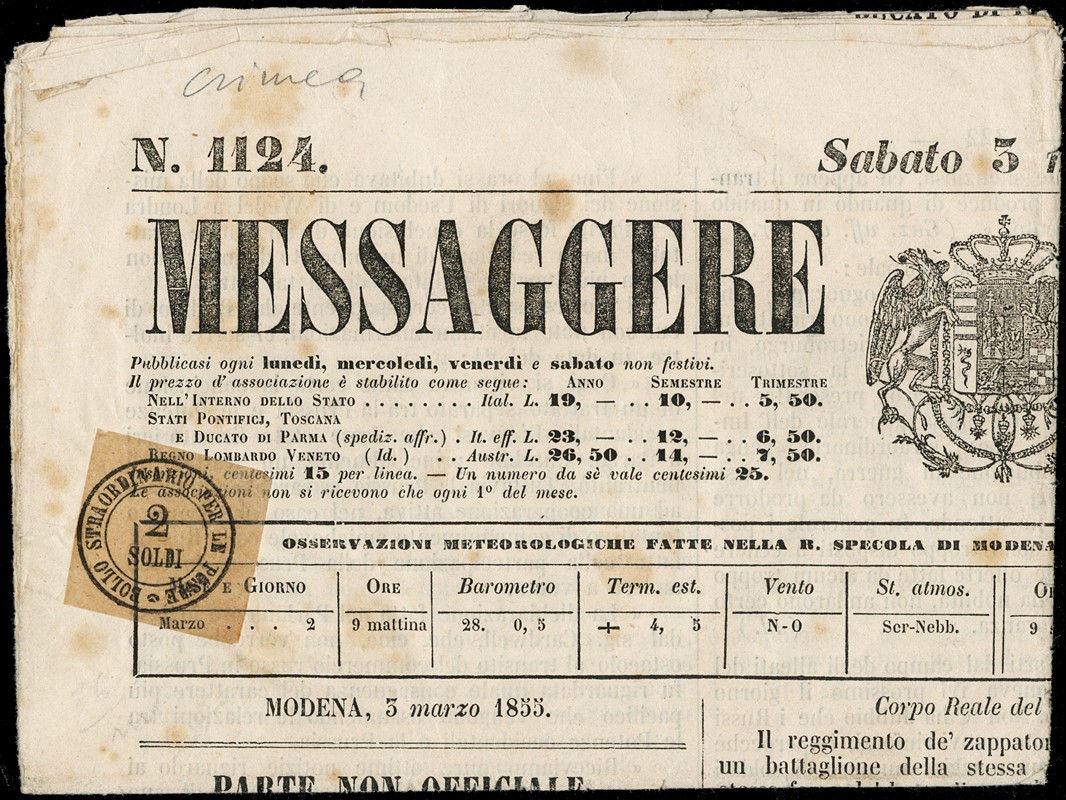 crimea
N. 1124.
Sabato 3
MESSAGGERE
Pubblicasi ogni lunedì, mercoledì, venerdì e sabato non festivi.
Il prezzo d' associazione è stabilito come segue: ANNO SEMESTRE TRIMESTRE
NELL'INTERNO DELLO STATO . . . . . . . . Ital. L. 19, — . . 10, — . 5, 50.
STATI PONTIFICJ, TOSCANA
E DUCATO DI PARMA (spediz. affr.) . It. eff. L. 23, — . . 12, — . . 6, 50.
REGNO LOMBARDO VENETO (Id.) . — . Austr. L. 26, 50 . . 14, — . 7, 50.
centesimi 15 per linea. — Un numero da sè vale centesimi 25.
Le associazioni non si ricevono che ogni 1º del mese.
BOLLO STRAORDINARIO PER LE POSTE
2
SOLDI
OSSERVAZIONI METEOROLOGICHE FATTE NELLA R. SPECOLA DI MODENA
E GIORNO ORE Barometro Term. est. Vento St. atmos.
Marzo . . . . 2 9 mattina 28. 0, 5 + 4, 5 N-O Ser-Nebb. 9
MODENA, 3 marzo 1855.
PARTE NON OFFICIALE
Corpo Reale del
Il reggimento de' zappator
un battaglione della stessa